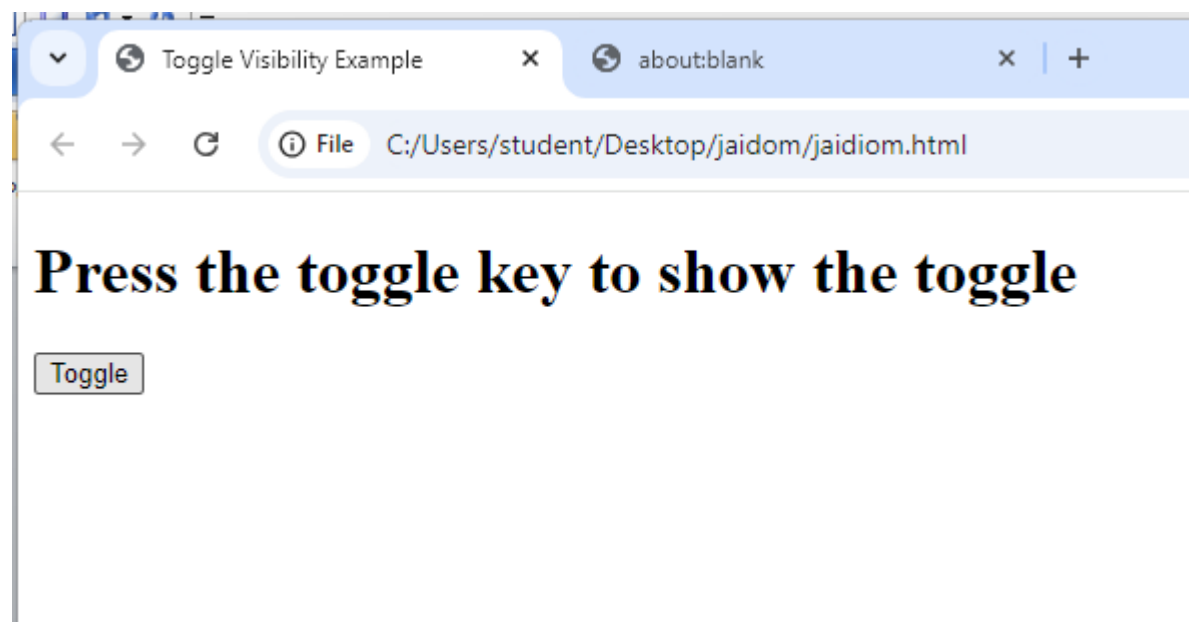 Toggle Visibility Example
about:blank
File C:/Users/student/Desktop/jaidom/jaidiom.html
Press the toggle key to show the toggle
Toggle